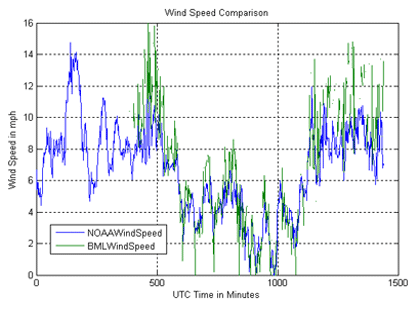 Wind Speed Comparison
16
14
12
10
8
6
4
2
0
Wind Speed in mph
NOAAWindSpeed
BMLWindSpeed
0 500 1000 1500
UTC Time in Minutes